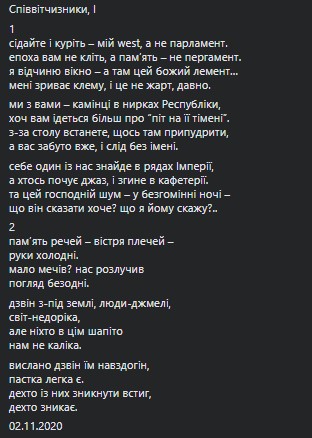 Співвітчизники, І
1
сідайте і куріть – мій west, а не парламент.
епоха вам не кліть, а пам'ять – не пергамент.
я відчиню вікно – а там цей божий лемент...
мені зриває клему, і це не жарт, давно.
ми з вами – камінці в нирках Республіки,
хоч вам ідеться більш про "піт на її тімені".
з-за столу встанете, щось там припудрити,
а вас забуто вже, і слід без імені.
себе один із нас знайде в рядах Імперії,
а хтось почує джаз, і згине в кафетерії.
та цей господній шум – у безгомінні ночі –
що він сказати хоче? що я йому скажу?..
2
пам'ять речей – вістря плечей –
руки холодні.
мало мечів? нас розлучив
погляд безодні.
дзвін з-під землі, люди-джмелі,
світ-недоріка,
але ніхто в цім шапіто
нам не каліка.
вислано дзвін їм навздогін,
пастка легка є.
дехто із них зникнути встиг,
дехто зникає.
02.11.2020